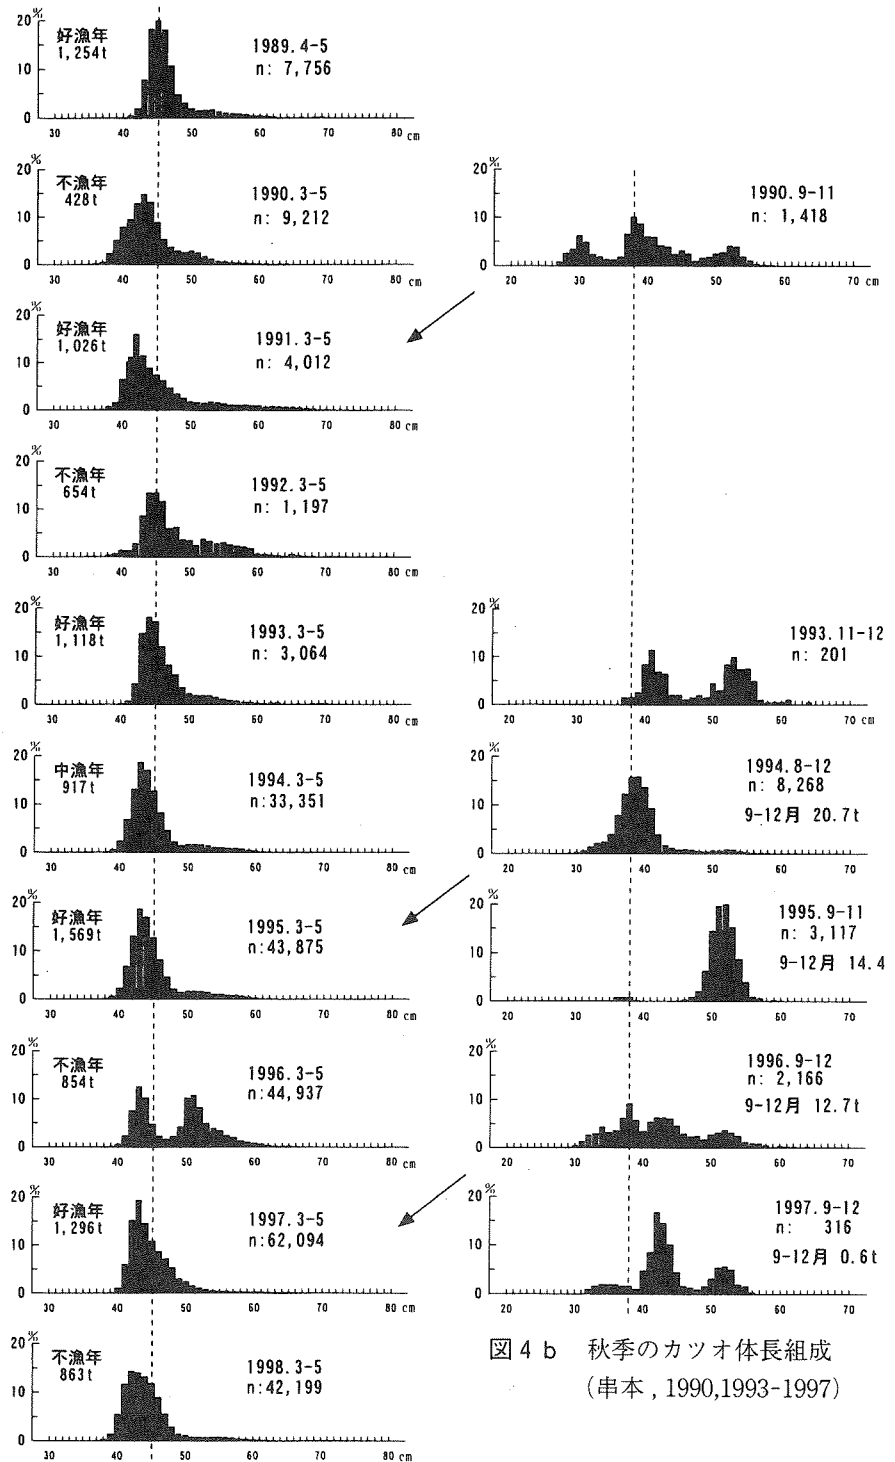 %
20
10
0
好漁年
1,254t
1989.4-5
n: 7,756
30 40 50 60 70 80 cm
%
20
10
0
不漁年
428t
1990.3-5
n: 9,212
30 40 50 60 70 80 cm
%
20
10
0
好漁年
1,026t
1991.3-5
n: 4,012
30 40 50 60 70 80 cm
%
20
10
0
不漁年
654t
1992.3-5
n: 1,197
30 40 50 60 70 80 cm
%
20
10
0
好漁年
1,118t
1993.3-5
n: 3,064
30 40 50 60 70 80 cm
%
20
10
0
中漁年
917t
1994.3-5
n:33,351
30 40 50 60 70 80 cm
%
20
10
0
好漁年
1,569t
1995.3-5
n:43,875
30 40 50 60 70 80 cm
%
20
10
0
不漁年
854t
1996.3-5
n:44,937
30 40 50 60 70 80 cm
%
20
10
0
好漁年
1,296t
1997.3-5
n:62,094
30 40 50 60 70 80 cm
%
20
10
0
不漁年
863t
1998.3-5
n:42,199
30 40 50 60 70 80 cm
%
20
10
0
1990.9-11
n: 1,418
20 30 40 50 60 70 cm
%
20
10
0
1993.11-12
n: 201
20 30 40 50 60 70 cm
%
20
10
0
1994.8-12
n: 8,268
9-12月 20.7t
20 30 40 50 60 70
%
20
10
0
1995.9-11
n: 3,117
9-12月 14.4
20 30 40 50 60 70
%
20
10
0
1996.9-12
n: 2,166
9-12月 12.7t
20 30 40 50 60 70
%
20
10
0
1997.9-12
n: 316
9-12月 0.6t
20 30 40 50 60 70
図4b 秋季のカツオ体長組成
(串本, 1990,1993-1997)